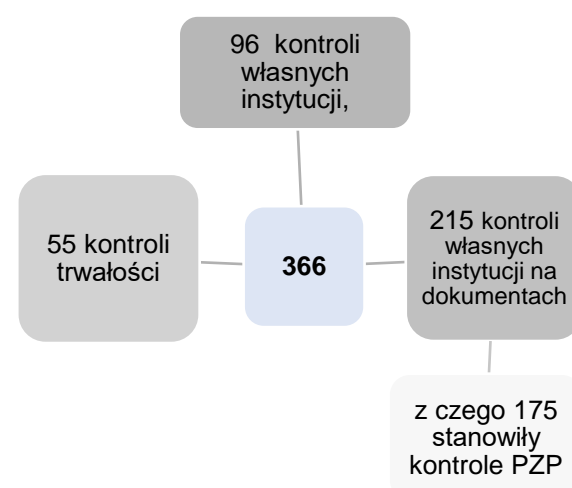 96 kontroli
własnych
instytucji,
55 kontroli
trwałości
366
215 kontroli
własnych
instytucji na
dokumentach
z czego 175
stanowiły
kontrole PZP